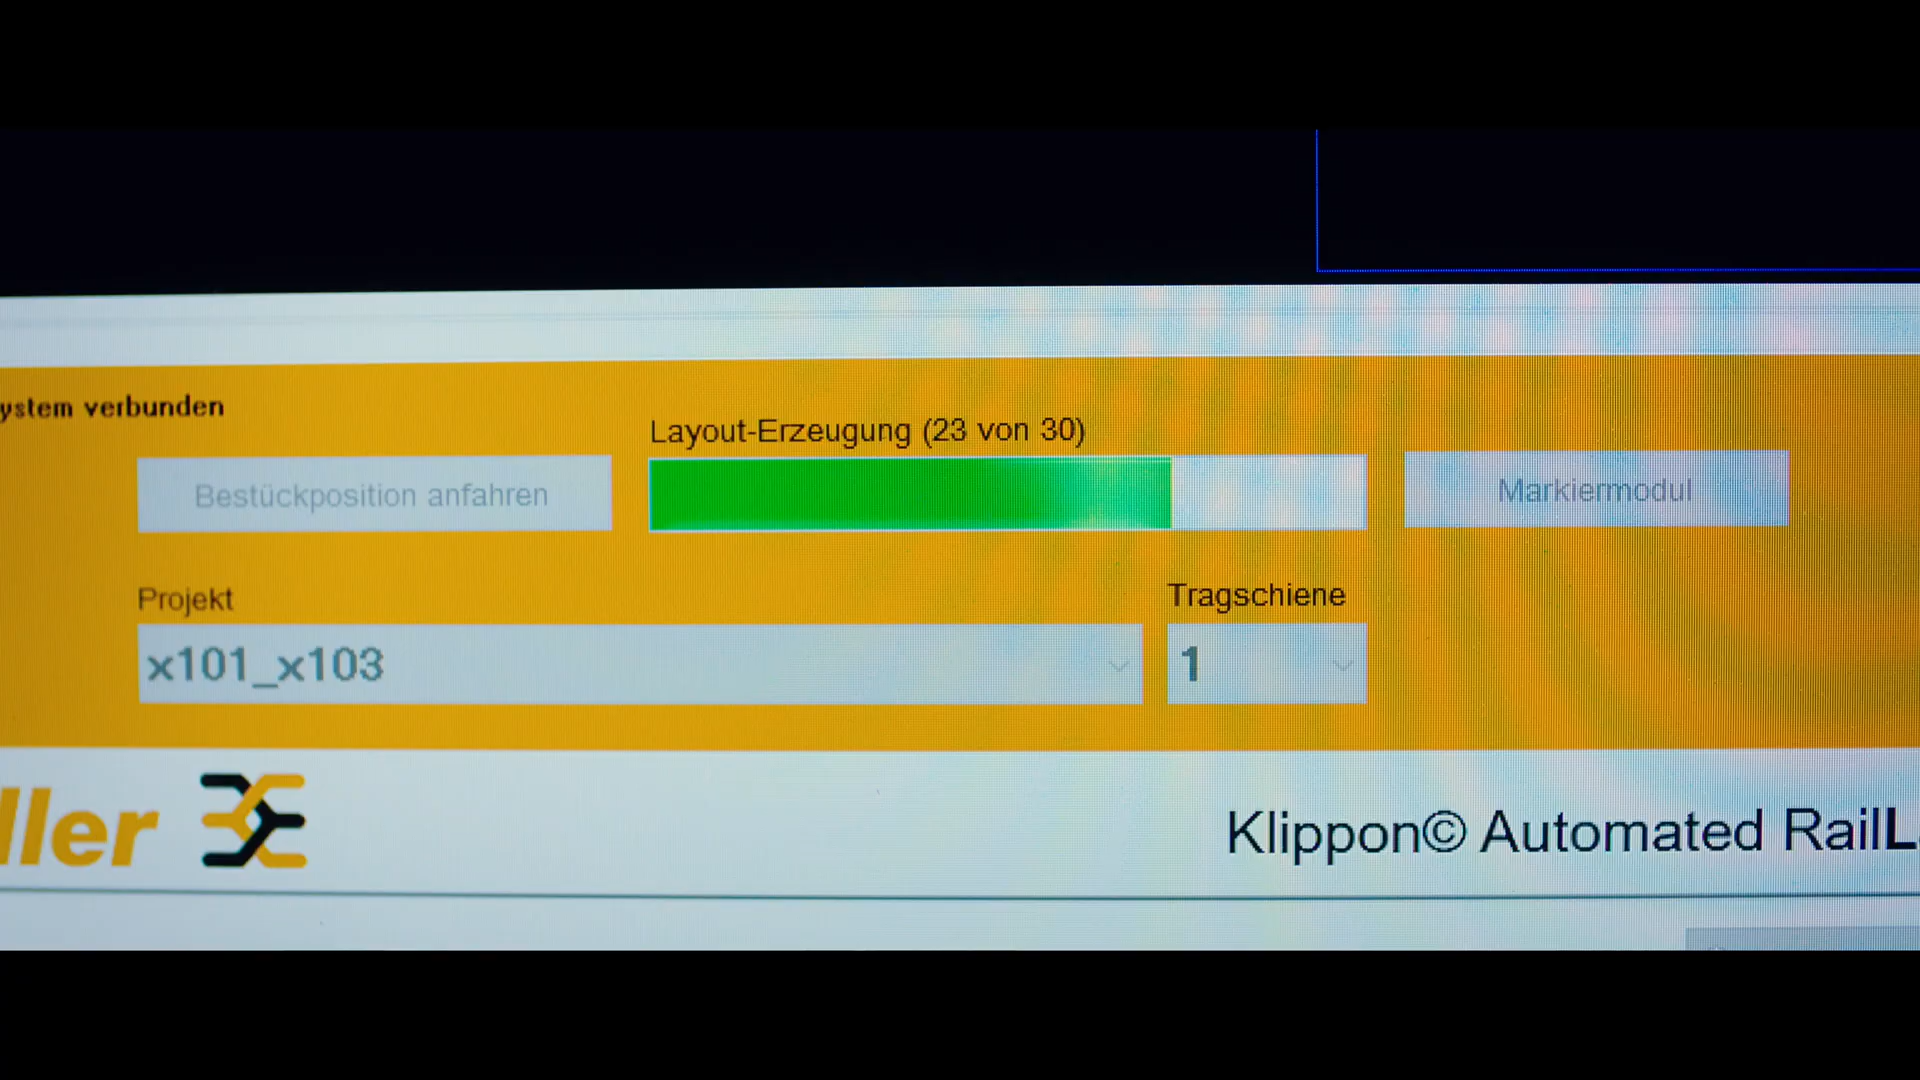 ystem verbunden
Layout-Erzeugung (23 von 30)
Bestückposition anfahren
Markiermodul
Projekt
Tragschiene
x101_x103
1
ller
Klippon© Automated RailL